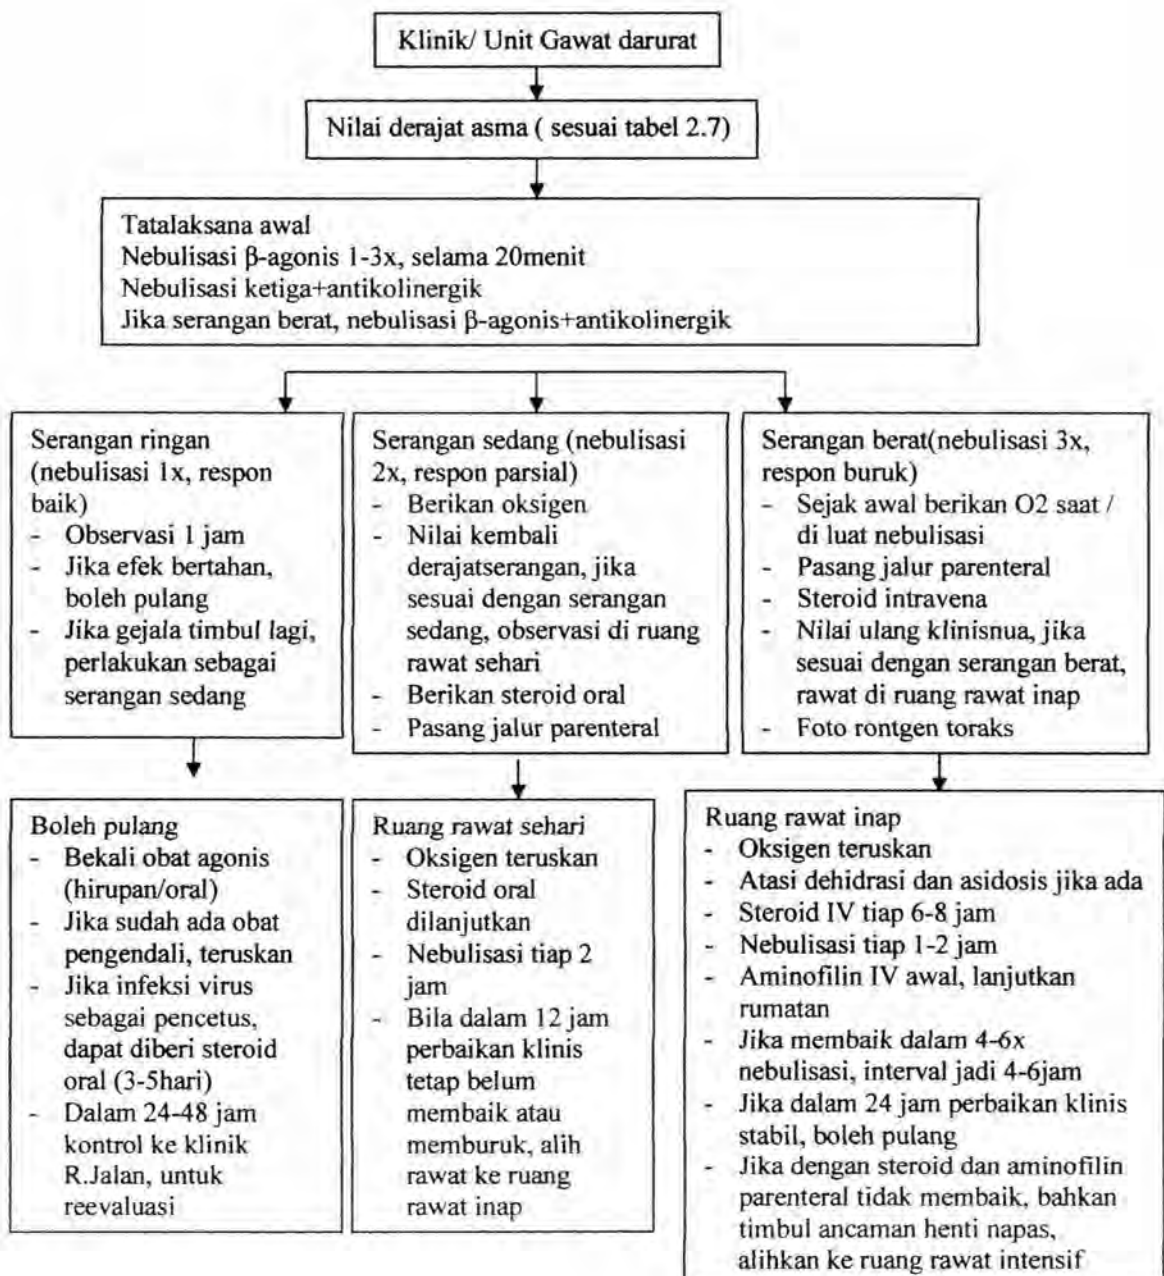 Klinik/ Unit Gawat darurat
Nilai derajat asma ( sesuai tabel 2.7)
Tatalaksana awal
Nebulisasi β-agonis 1-3x, selama 20menit
Nebulisasi ketiga+antikolinergik
Jika serangan berat, nebulisasi β-agonis+antikolinergik
Serangan ringan
(nebulisasi 1x, respon
baik)
- Observasi 1 jam
- Jika efek bertahan,
boleh pulang
- Jika gejala timbul lagi,
perlakukan sebagai
serangan sedang
Serangan sedang (nebulisasi
2x, respon parsial)
- Berikan oksigen
- Nilai kembali
derajatserangan, jika
sesuai dengan serangan
sedang, observasi di ruang
rawat sehari
- Berikan steroid oral
- Pasang jalur parenteral
Serangan berat(nebulisasi 3x,
respon buruk)
- Sejak awal berikan O2 saat /
di luat nebulisasi
- Pasang jalur parenteral
- Steroid intravena
- Nilai ulang klinisnua, jika
sesuai dengan serangan berat,
rawat di ruang rawat inap
- Foto rontgen toraks
Boleh pulang
- Bekali obat agonis
(hirupan/oral)
- Jika sudah ada obat
pengendali, teruskan
- Jika infeksi virus
sebagai pencetus,
dapat diberi steroid
oral (3-5hari)
- Dalam 24-48 jam
kontrol ke klinik
R.Jalan, untuk
reevaluasi
Ruang rawat sehari
- Oksigen teruskan
- Steroid oral
dilanjutkan
- Nebulisasi tiap 2
jam
- Bila dalam 12 jam
perbaikan klinis
tetap belum
membaik atau
memburuk, alih
rawat ke ruang
rawat inap
Ruang rawat inap
- Oksigen teruskan
- Atasi dehidrasi dan asidosis jika ada
- Steroid IV tiap 6-8 jam
- Nebulisasi tiap 1-2 jam
- Aminofilin IV awal, lanjutkan
rumatan
- Jika membaik dalam 4-6x
nebulisasi, interval jadi 4-6jam
- Jika dalam 24 jam perbaikan klinis
stabil, boleh pulang
- Jika dengan steroid dan aminofilin
parenteral tidak membaik, bahkan
timbul ancaman henti napas,
alihkan ke ruang rawat intensif